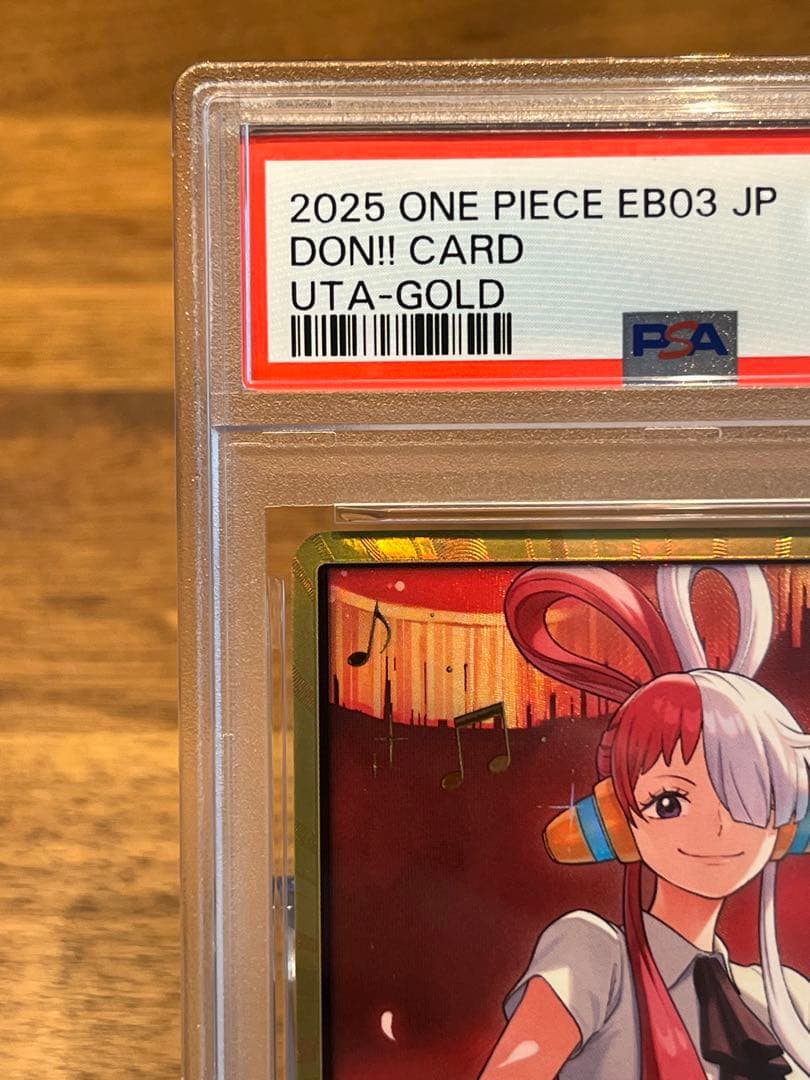 2025 ONE PIECE EB03 JP
DON!! CARD
UTA-GOLD
PSA